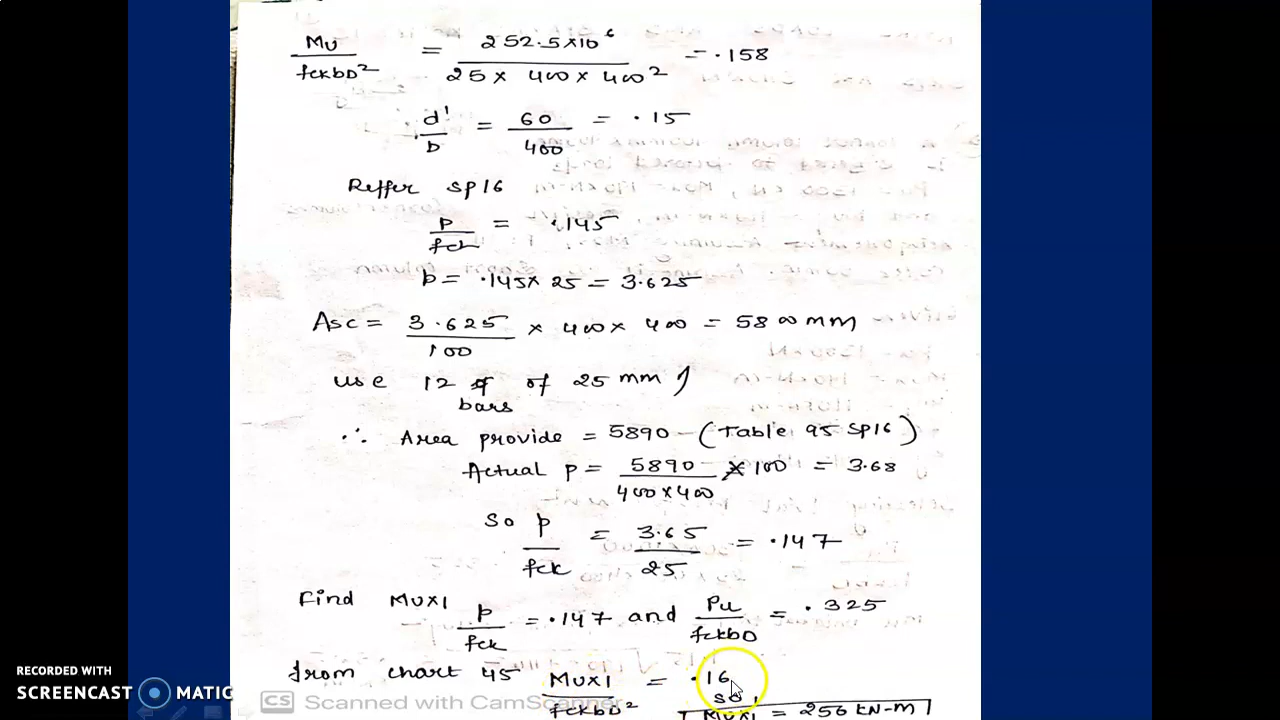 Mu/fckbD² = 252.5×10⁶ / 25 × 400 × 400² = .158
d'/D = 60/400 = .15
Reffer SP16
p/fck = .145
p = .145 × 25 = 3.625
Asc = 3.625/100 × 400 × 400 = 5800 mm
use 12 of 25 mm
bars
∴ Area provide = 5890 - (Table 95 SP16)
Actual p = 5890/400×400 × 100 = 3.68
so p/fck = 3.65/25 = .147
Find Mux1 p/fck = .147 and Pu/fckbD = .325
from chart 45 Mux1/fckbD² = .16
so,
Mux1 = 256 kN-m
RECORDED WITH
SCREENCAST MATIC
CS Scanned with CamScanner